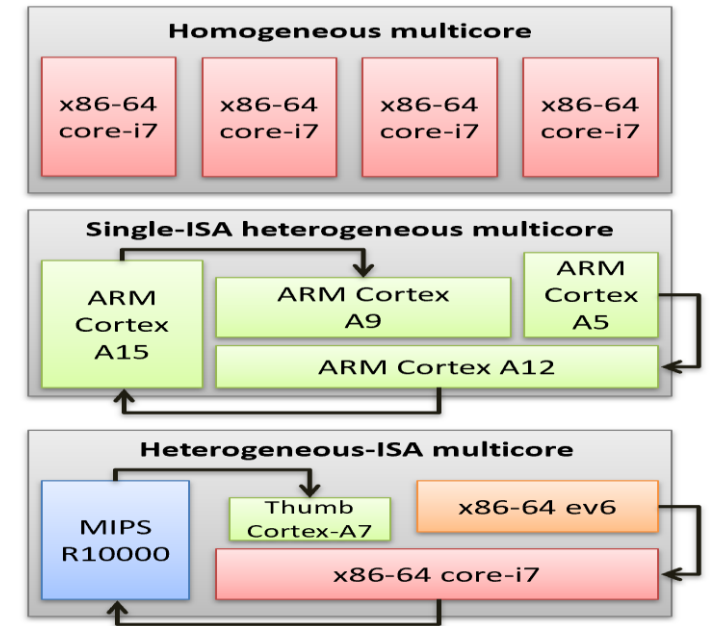 Homogeneous multicore
x86-64
core-i7
x86-64
core-i7
x86-64
core-i7
x86-64
core-i7
Single-ISA heterogeneous multicore
ARM
Cortex
A15
ARM Cortex
A9
ARM
Cortex
A5
ARM Cortex A12
Heterogeneous-ISA multicore
MIPS
R10000
Thumb
Cortex-A7
x86-64 ev6
x86-64 core-i7